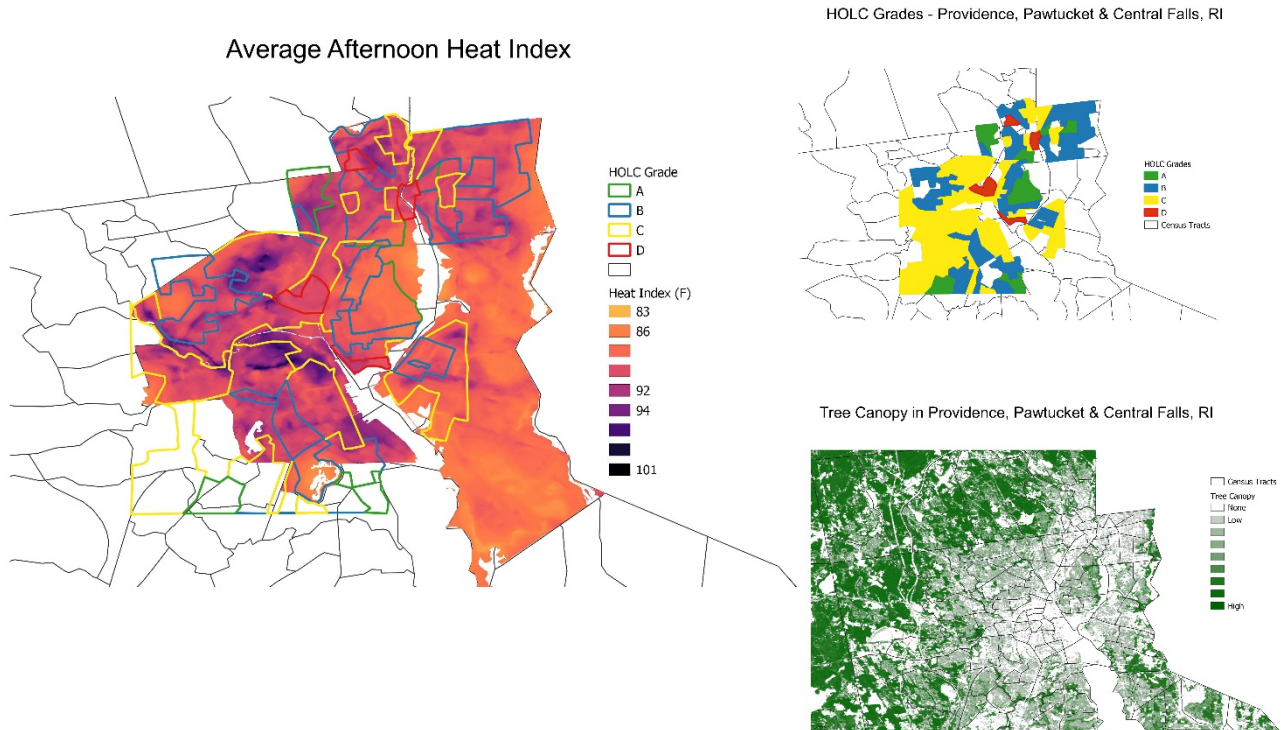 Average Afternoon Heat Index
HOLC Grade
A
B
C
D
Heat Index (F)
83
86
92
94
101
HOLC Grades - Providence, Pawtucket & Central Falls, RI
HOLC Grades
A
B
C
D
Census Tracts
Tree Canopy in Providence, Pawtucket & Central Falls, RI
Census Tracts
Tree Canopy
None
Low
High